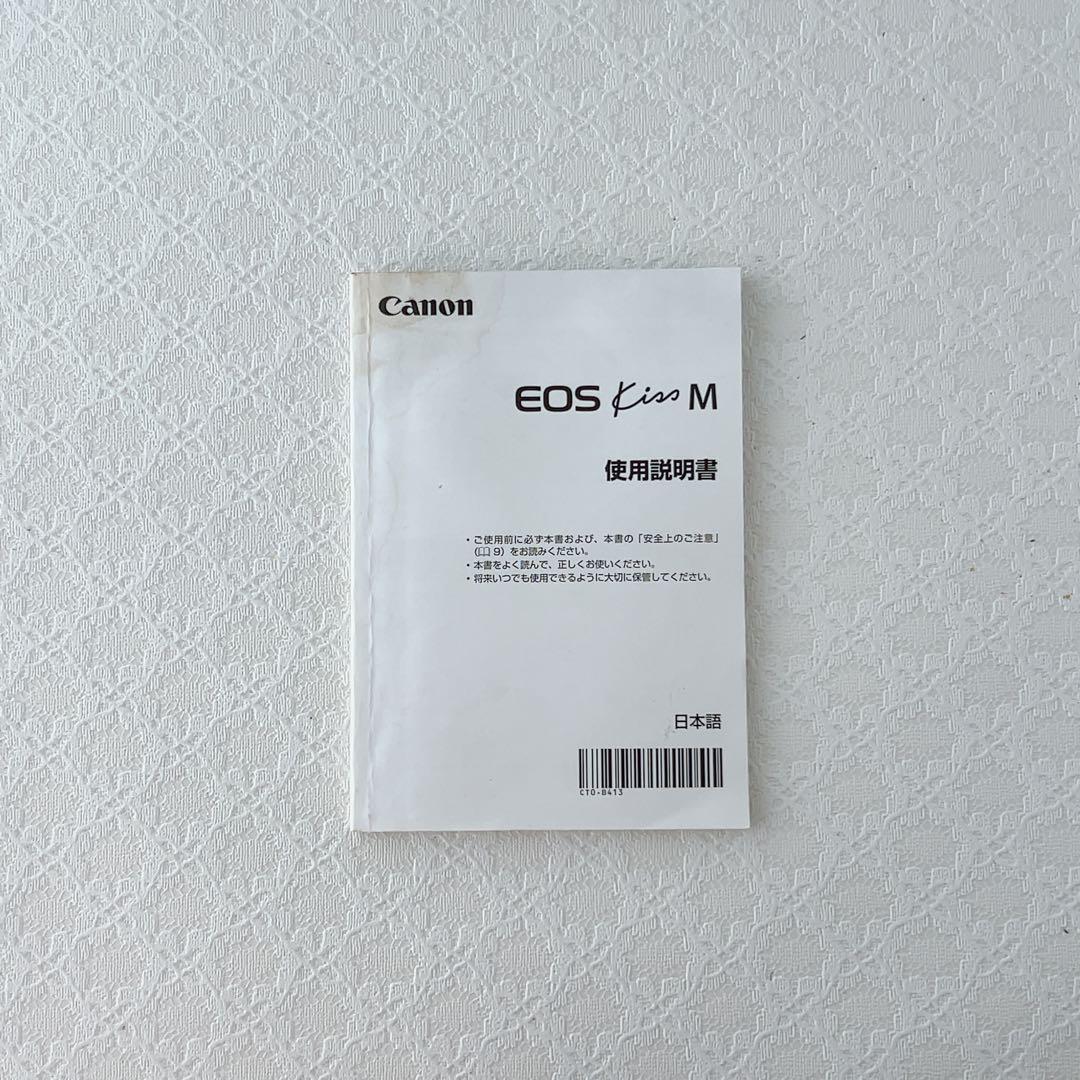 Canon
EOS Kiss M
使用説明書
・ご使用前に必ず本書および、本書の「安全上のご注意」
（📖 9）をお読みください。
・本書をよく読んで、正しくお使いください。
・将来いつでも使用できるように大切に保管してください。
日本語
CT0-B413